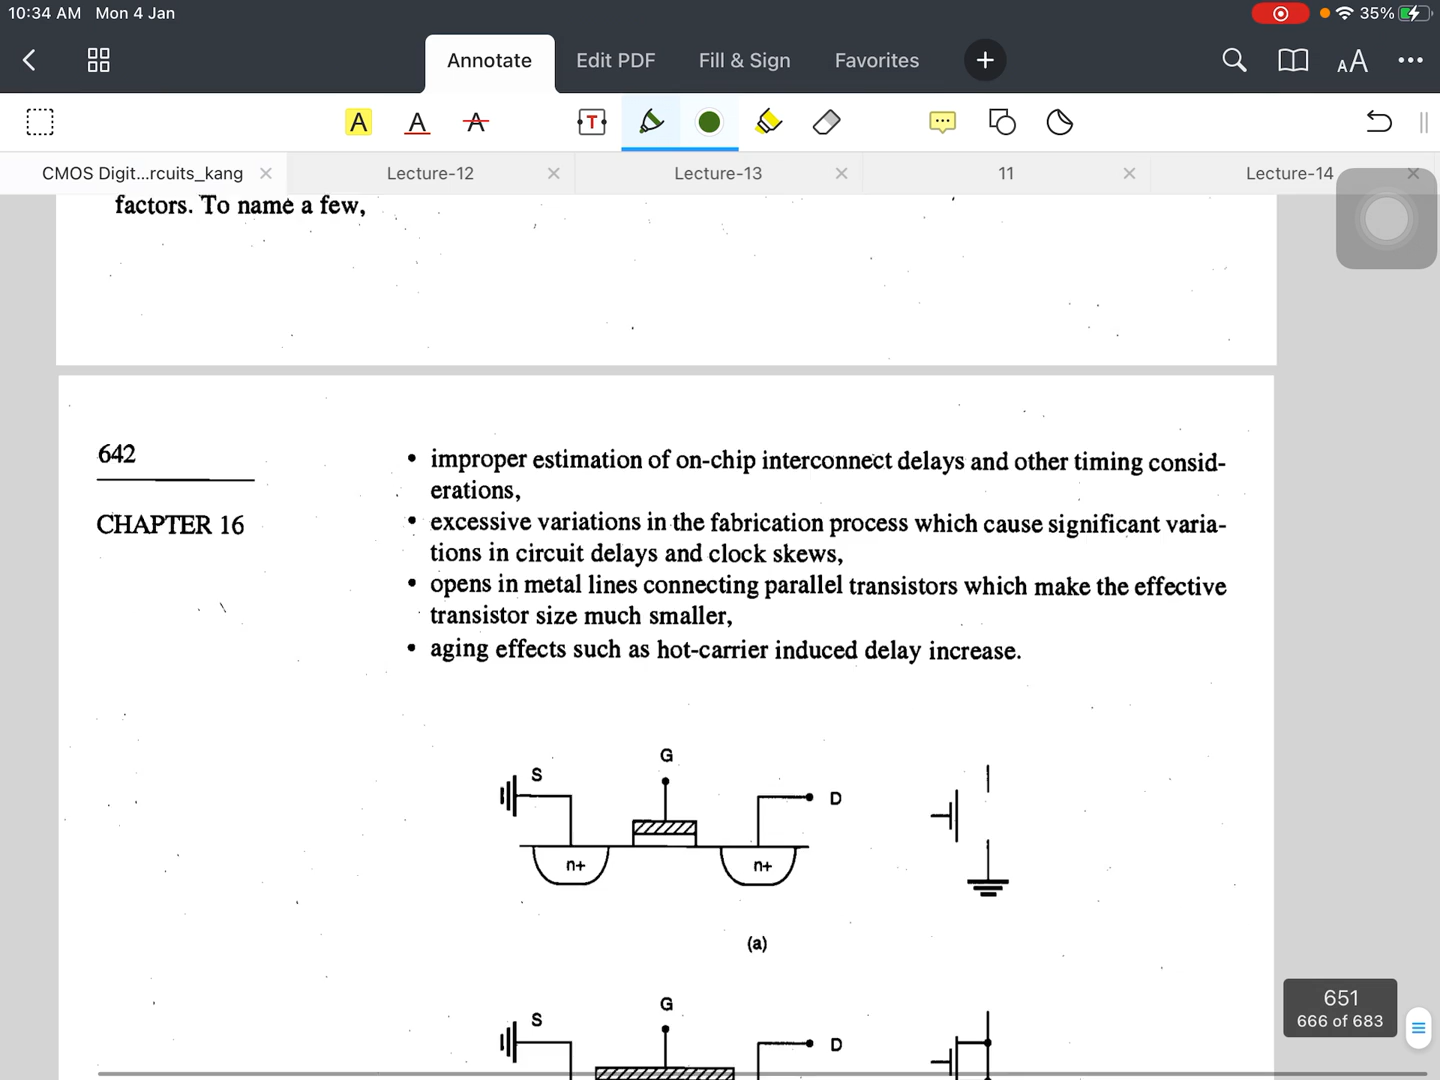 10:34 AM Mon 4 Jan
35%
Annotate
Edit PDF
Fill & Sign
Favorites
AA
A
A
A
T
CMOS Digit...rcuits_kang
Lecture-12
Lecture-13
11
Lecture-14
factors. To name a few,
642
CHAPTER 16
• improper estimation of on-chip interconnect delays and other timing consid-
erations,
• excessive variations in the fabrication process which cause significant varia-
tions in circuit delays and clock skews,
• opens in metal lines connecting parallel transistors which make the effective
transistor size much smaller,
• aging effects such as hot-carrier induced delay increase.
G
S
D
n+
n+
(a)
G
S
D
651
666 of 683